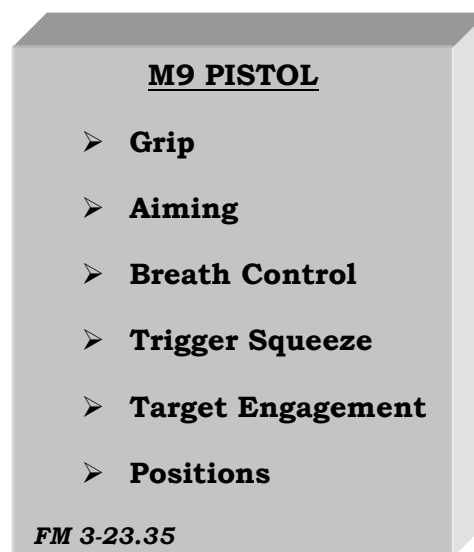 M9 PISTOL
➢ Grip
➢ Aiming
➢ Breath Control
➢ Trigger Squeeze
➢ Target Engagement
➢ Positions
FM 3-23.35